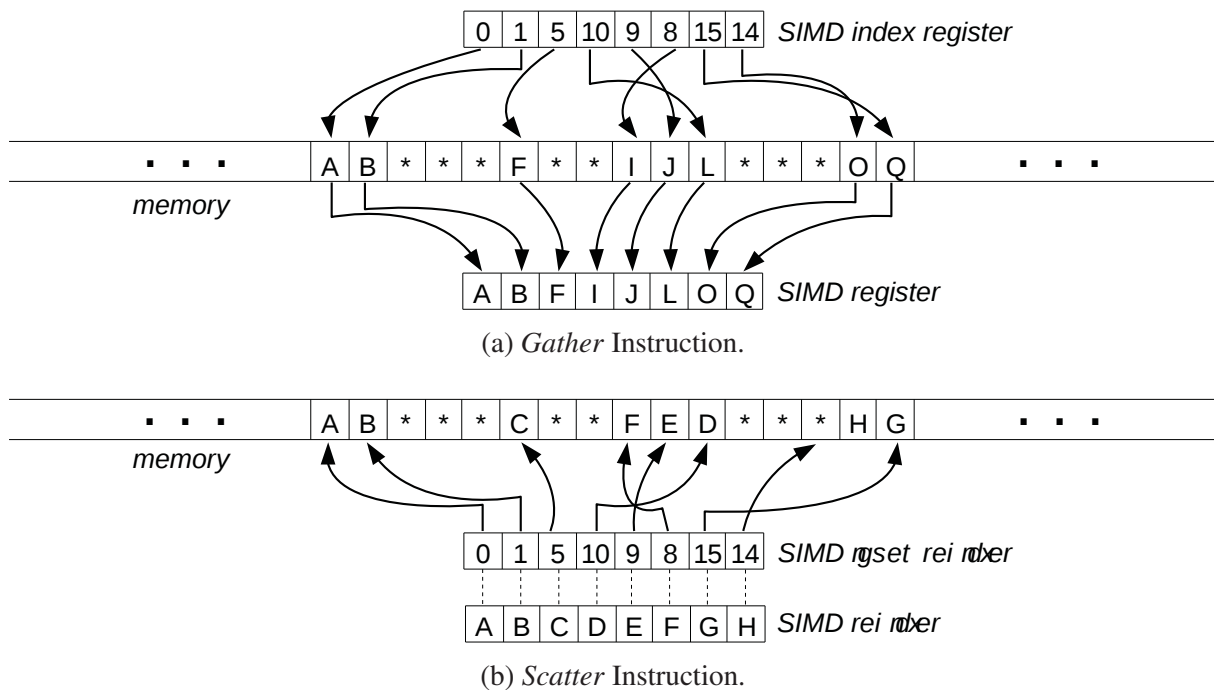 0 1 5 10 9 8 15 14 SIMD index register
. . . A B * * * F * * I J L * * * O Q . . .
memory
A B F I J L O Q SIMD register
(a) Gather Instruction.
. . . A B * * * C * * F E D * * * H G . . .
memory
0 1 5 10 9 8 15 14 SIMD
A B C D E F G H SIMD
(b) Scatter Instruction.